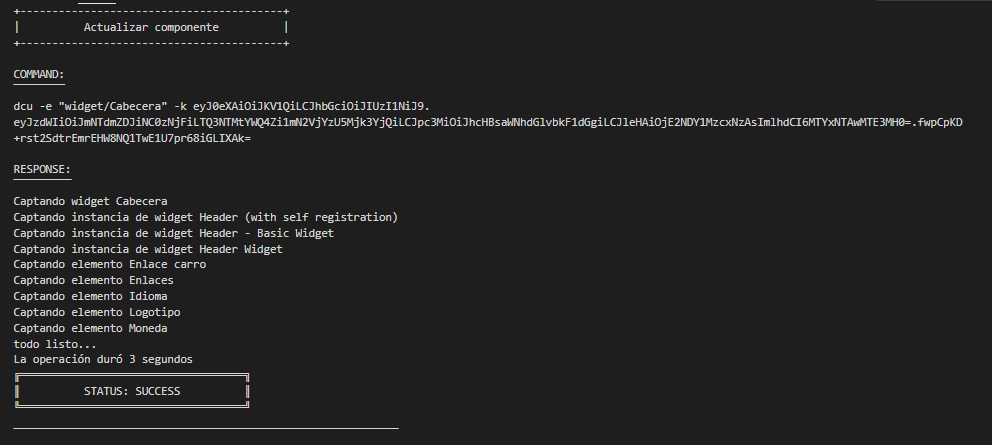 Actualizar componente
COMMAND:
dcu -e "widget/Cabecera" -k eyJ0eXAiOiJKV1QiLCJhbGciOiJIUzI1NiJ9.
eyJzdWIiOiJmNTdmZDJiNC0zNjFiLTQ3NTMtYWQ4Zi1mN2VjYzU5Mjk3YjQiLCJpc3MiOiJhcHBsaWNhdGlvbkF1dGgiLCJleHAiOjE2NDY1MzcxNzAsImlhdCI6MTYxNTAwMTE3MH0=.fwpCpKD
+rst2SdtrEmrEHW8NQ1TwE1U7pr68iGLIXAk=
RESPONSE:
Captando widget Cabecera
Captando instancia de widget Header (with self registration)
Captando instancia de widget Header - Basic Widget
Captando instancia de widget Header Widget
Captando elemento Enlace carro
Captando elemento Enlaces
Captando elemento Idioma
Captando elemento Logotipo
Captando elemento Moneda
todo listo...
La operación duró 3 segundos
STATUS: SUCCESS